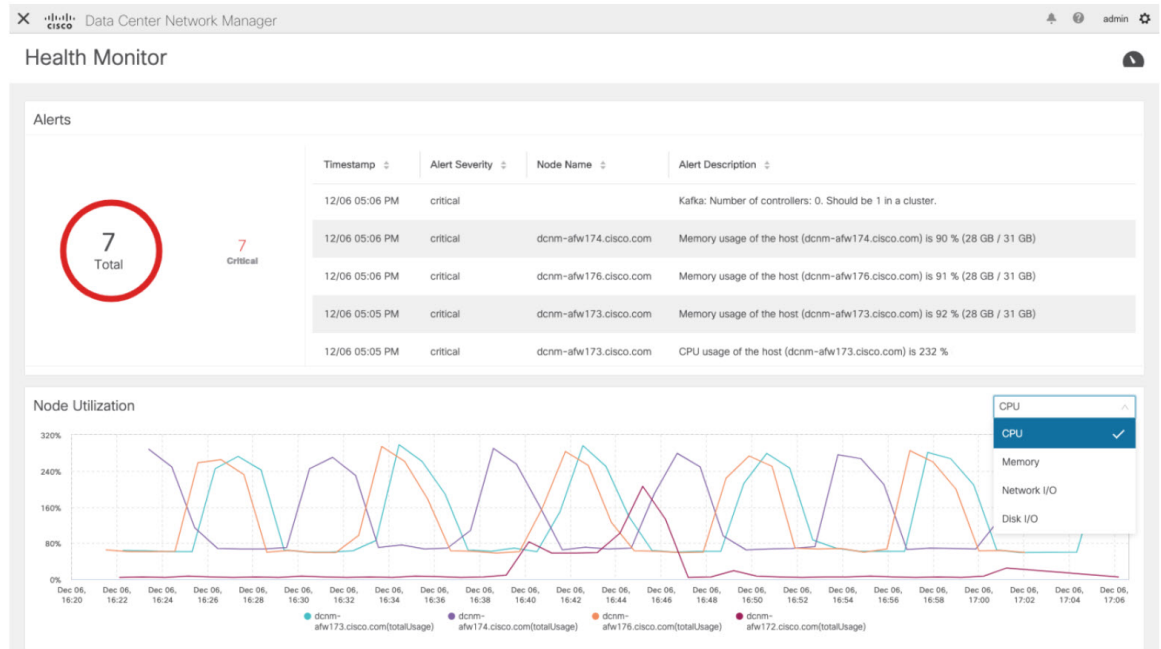 cisco Data Center Network Manager admin
Health Monitor
Alerts
Timestamp Alert Severity Node Name Alert Description
12/06 05:06 PM critical Kafka: Number of controllers: 0. Should be 1 in a cluster.
12/06 05:06 PM critical dcnm-afw174.cisco.com Memory usage of the host (dcnm-afw174.cisco.com) is 90 % (28 GB / 31 GB)
12/06 05:06 PM critical dcnm-afw176.cisco.com Memory usage of the host (dcnm-afw176.cisco.com) is 91 % (28 GB / 31 GB)
12/06 05:05 PM critical dcnm-afw173.cisco.com Memory usage of the host (dcnm-afw173.cisco.com) is 92 % (28 GB / 31 GB)
12/06 05:05 PM critical dcnm-afw173.cisco.com CPU usage of the host (dcnm-afw173.cisco.com) is 232 %
7
Total
7
Critical
Node Utilization
CPU
CPU
Memory
Network I/O
Disk I/O
320%
240%
160%
80%
0%
Dec 06, Dec 06, Dec 06, Dec 06, Dec 06, Dec 06, Dec 06, Dec 06, Dec 06, Dec 06, Dec 06, Dec 06, Dec 06, Dec 06, Dec 06, Dec 06, Dec 06, Dec 06, Dec 06, Dec 06, Dec 06, Dec 06, Dec 06, Dec 06,
16:20 16:22 16:24 16:26 16:28 16:30 16:32 16:34 16:36 16:38 16:40 16:42 16:44 16:46 16:48 16:50 16:52 16:54 16:56 16:58 17:00 17:02 17:04 17:06
dcnm- dcnm- dcnm- dcnm-
afw173.cisco.com(totalUsage) afw174.cisco.com(totalUsage) afw176.cisco.com(totalUsage) afw172.cisco.com(totalUsage)